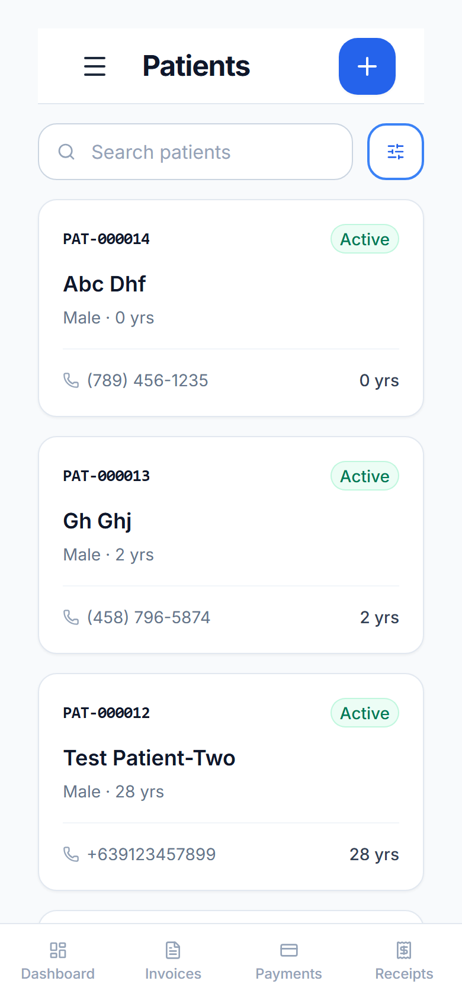 Patients
Search patients
PAT-000014
Active
Abc Dhf
Male · 0 yrs
(789) 456-1235
0 yrs
PAT-000013
Active
Gh Ghj
Male · 2 yrs
(458) 796-5874
2 yrs
PAT-000012
Active
Test Patient-Two
Male · 28 yrs
+639123457899
28 yrs
Dashboard
Invoices
Payments
Receipts